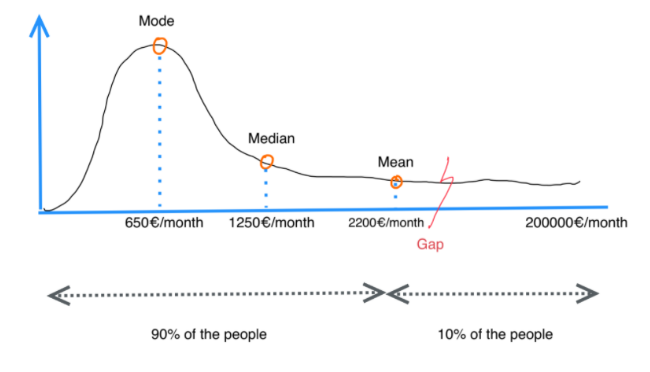 Mode
Median
Mean
650€/month
1250€/month
2200€/month
200000€/month
Gap
90% of the people
10% of the people